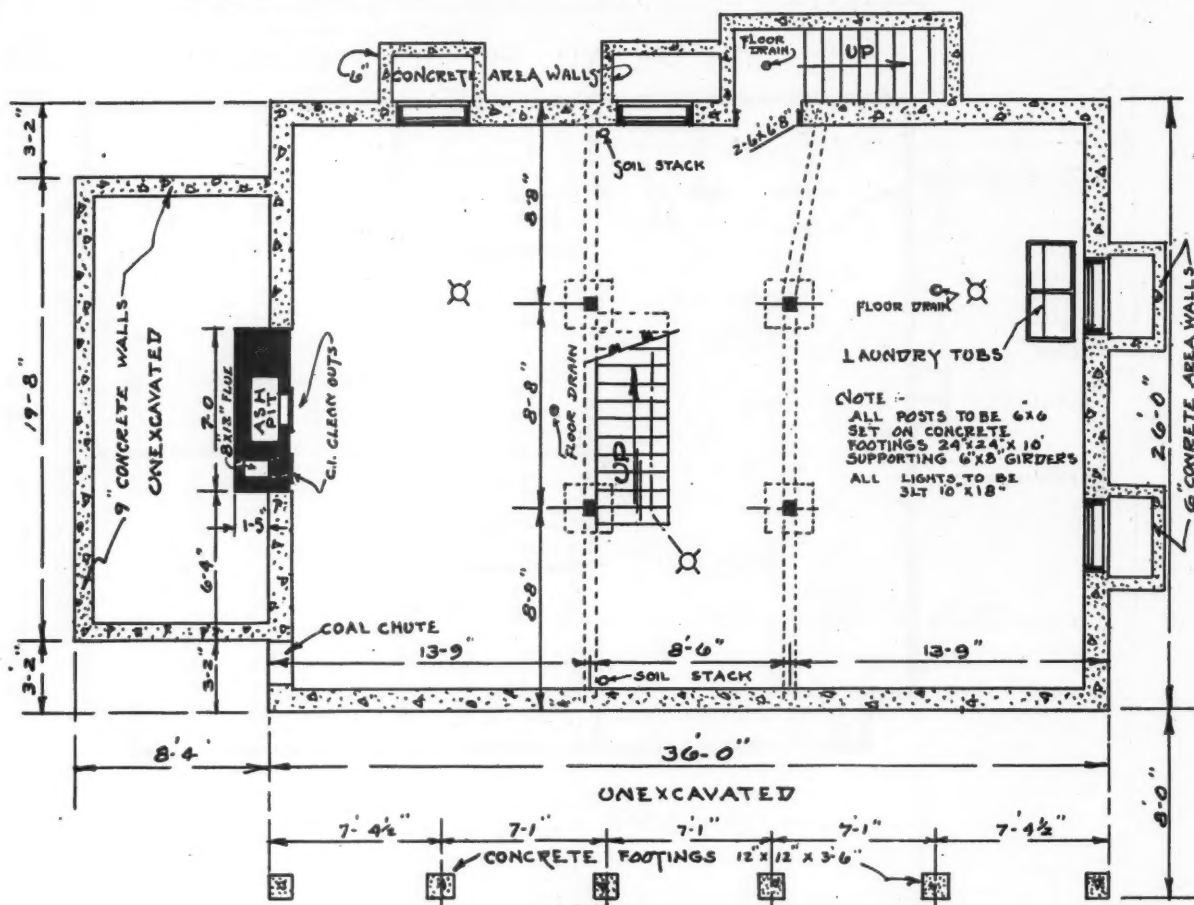 FLOOR
DRAIN
UP
6"
CONCRETE AREA WALLS
3'-2"
2-6x6'8"
SOIL STACK
8'-8"
19'-8"
9" CONCRETE WALLS
UNEXCAVATED
7-0
8"x12" FLUE
ASH
PIT
C.I. CLEAN OUTS
1-5"
6-4"
8'-8"
FLOOR DRAIN
UP
FLOOR DRAIN
LAUNDRY TUBS
NOTE :-
ALL POSTS TO BE 6x6
SET ON CONCRETE
FOOTINGS 24"x24"x10"
SUPPORTING 6"x8" GIRDERS
ALL LIGHTS TO BE
3LT 10"x18"
26'-0"
6" CONCRETE AREA WALLS
8'-8"
COAL CHUTE
3-2"
3-2"
13-9
8'-6"
13-9"
SOIL STACK
8'-4
36'-0"
8'-0"
UNEXCAVATED
7'-4½"
7-1"
7-1"
7-1"
7-4½"
CONCRETE FOOTINGS 12"x12"x3'-6"